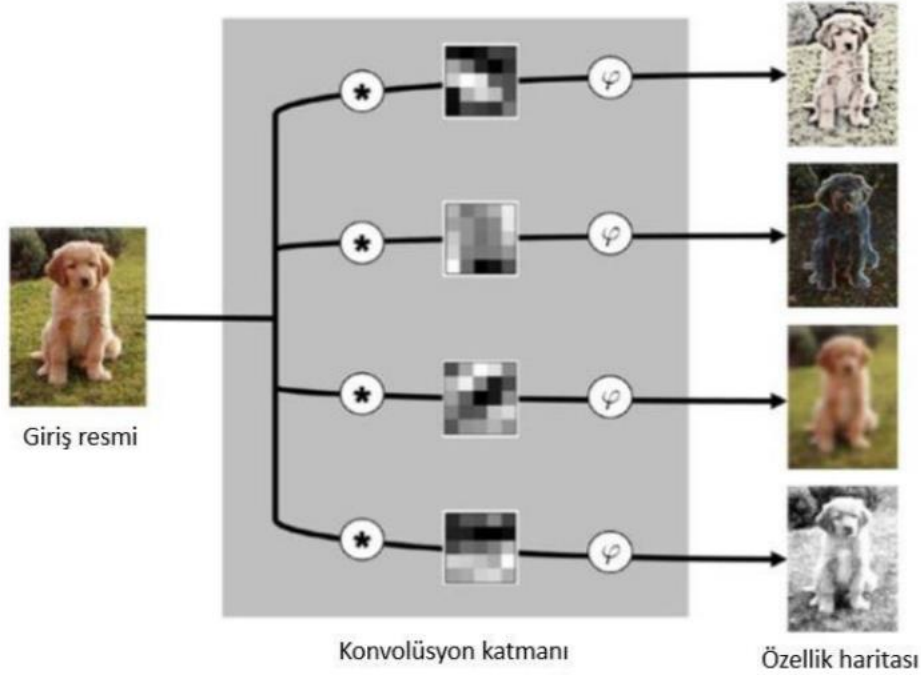 *
φ
*
φ
*
φ
*
φ
Giriş resmi
Konvolüsyon katmanı
Özellik haritası